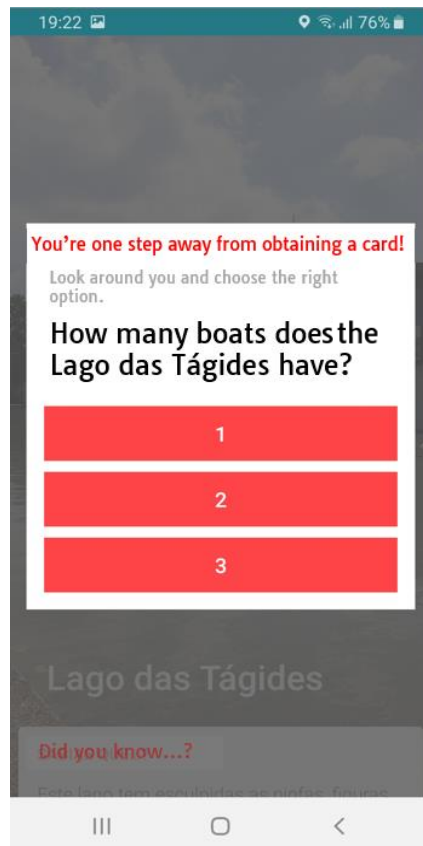 19:22 76%
You're one step away from obtaining a card!
Look around you and choose the right
option.
How many boats does the
Lago das Tágides have?
1
2
3
Lago das Tágides
Did you know...?
Este lago tem esculpidas as ninfas, figuras